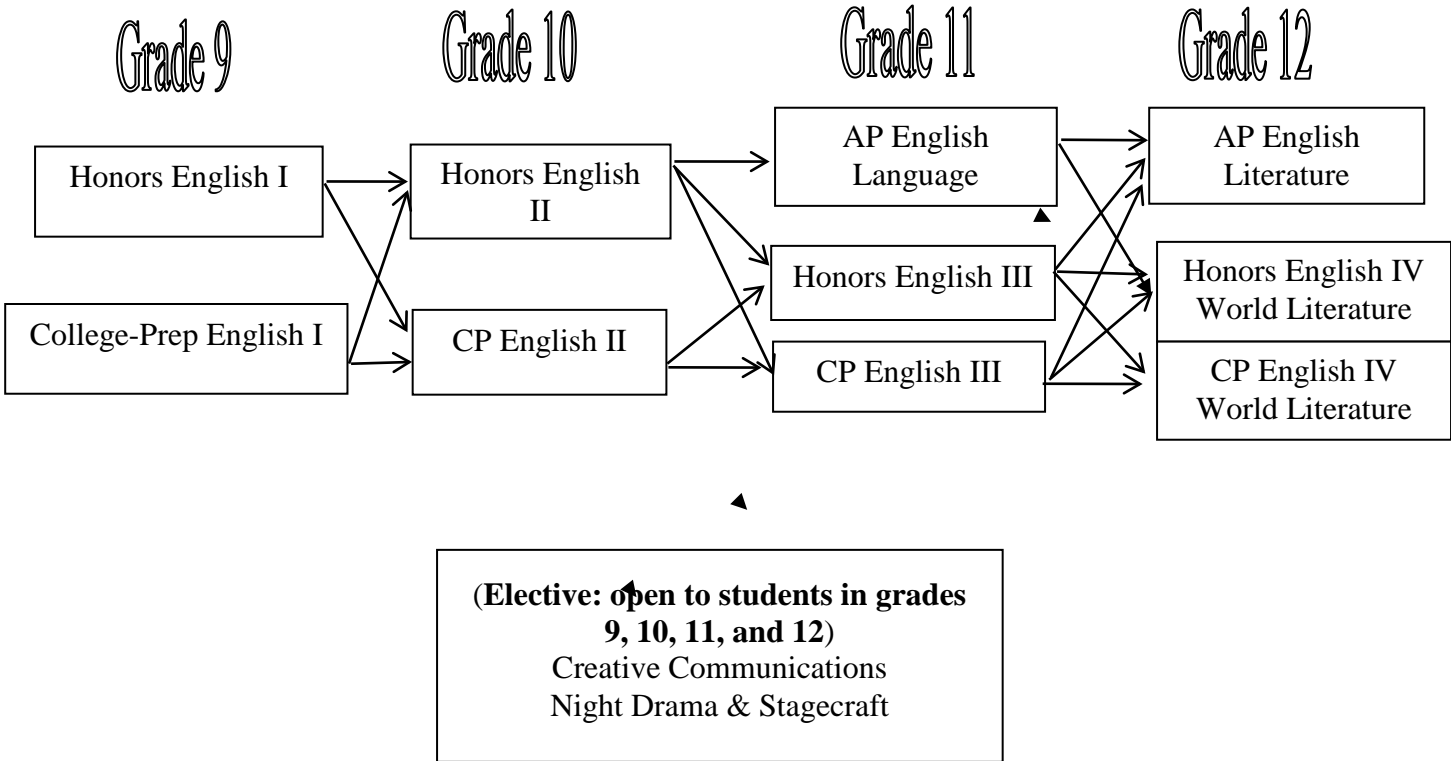 Grade 9
Grade 10
Grade 11
Grade 12
Honors English I
Honors English
II
AP English
Language
AP English
Literature
College-Prep English I
CP English II
Honors English III
CP English III
Honors English IV
World Literature
CP English IV
World Literature
(Elective: open to students in grades
9, 10, 11, and 12)
Creative Communications
Night Drama & Stagecraft